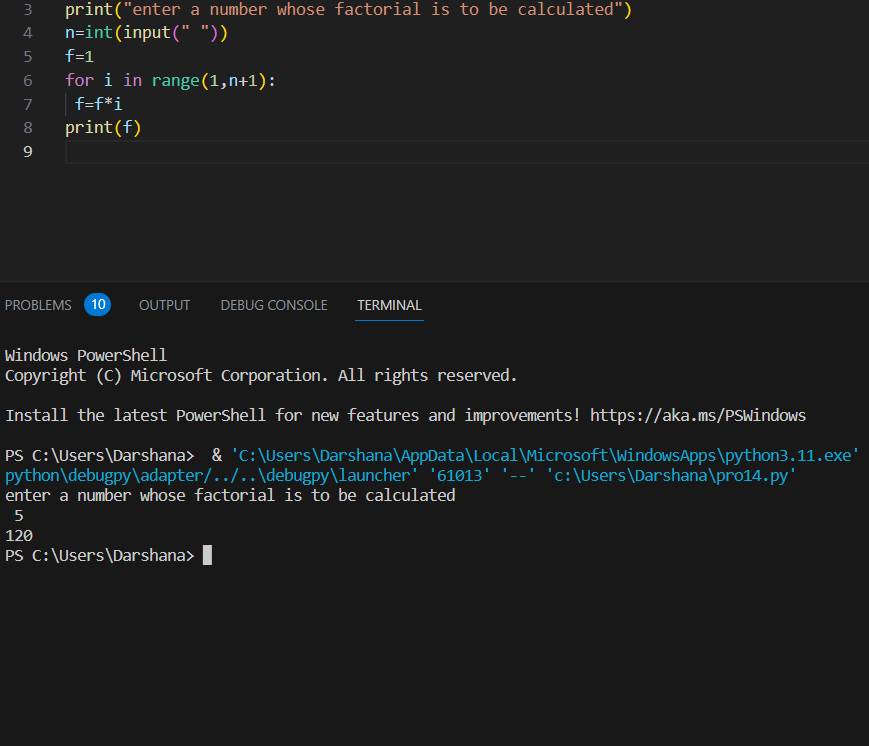 3 print("enter a number whose factorial is to be calculated")
4 n=int(input(" "))
5 f=1
6 for i in range(1,n+1):
7  f=f*i
8 print(f)
9
PROBLEMS 10 OUTPUT DEBUG CONSOLE TERMINAL
Windows PowerShell
Copyright (C) Microsoft Corporation. All rights reserved.
Install the latest PowerShell for new features and improvements! https://aka.ms/PSWindows
PS C:\Users\Darshana>  & 'C:\Users\Darshana\AppData\Local\Microsoft\WindowsApps\python3.11.exe'
python\debugpy\adapter/../..\debugpy\launcher' '61013' '--' 'c:\Users\Darshana\pro14.py'
enter a number whose factorial is to be calculated
 5
120
PS C:\Users\Darshana>